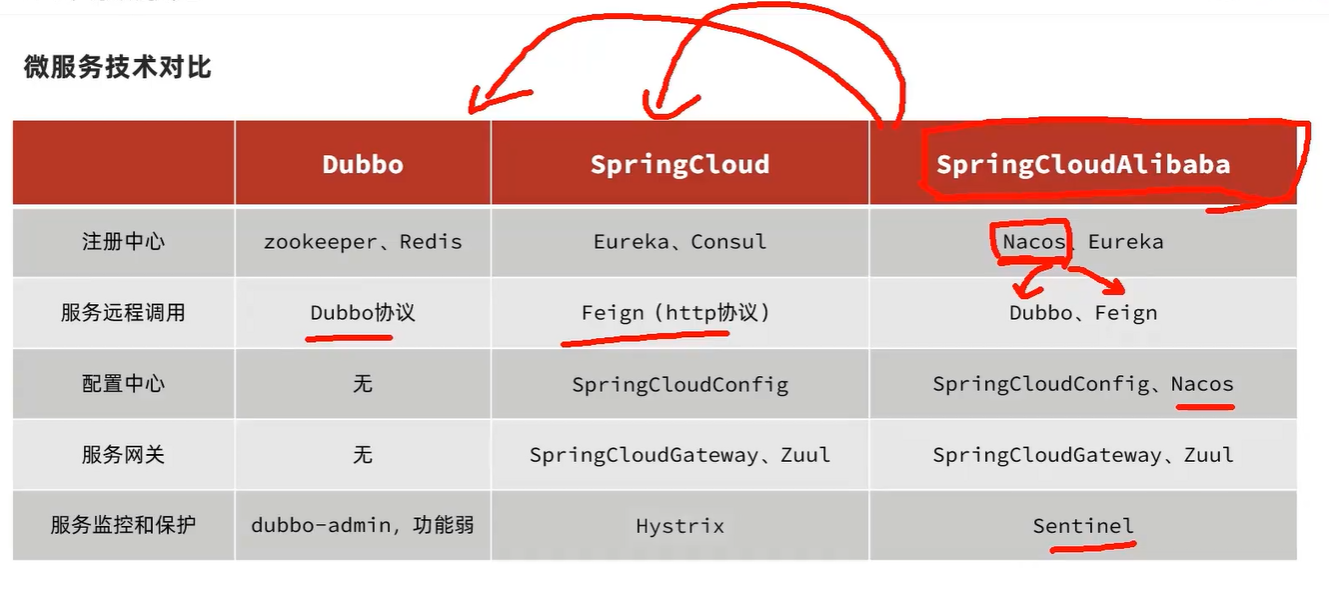 微服务技术对比
Dubbo SpringCloud SpringCloudAlibaba
注册中心 zookeeper、Redis Eureka、Consul Nacos、Eureka
服务远程调用 Dubbo协议 Feign（http协议） Dubbo、Feign
配置中心 无 SpringCloudConfig SpringCloudConfig、Nacos
服务网关 无 SpringCloudGateway、Zuul SpringCloudGateway、Zuul
服务监控和保护 dubbo-admin，功能弱 Hystrix Sentinel